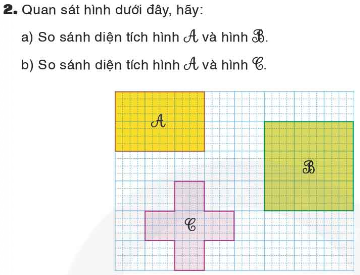 2. Quan sát hình dưới đây, hãy:
a) So sánh diện tích hình A và hình B.
b) So sánh diện tích hình A và hình C.
A
B
C